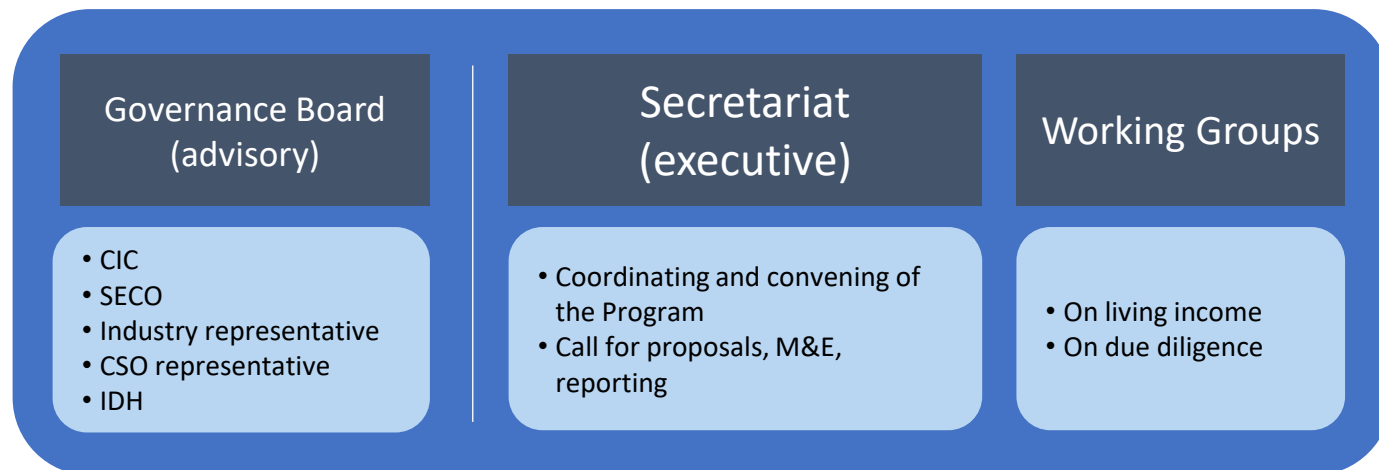 Governance Board
(advisory)
• CIC
• SECO
• Industry representative
• CSO representative
• IDH
Secretariat
(executive)
• Coordinating and convening of
the Program
• Call for proposals, M&E,
reporting
Working Groups
• On living income
• On due diligence